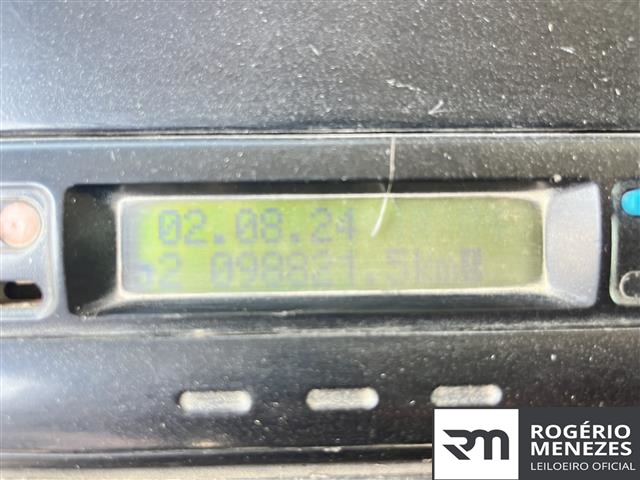 02.08.24
2 098821.5km
RM
ROGÉRIO
MENEZES
LEILOEIRO OFICIAL